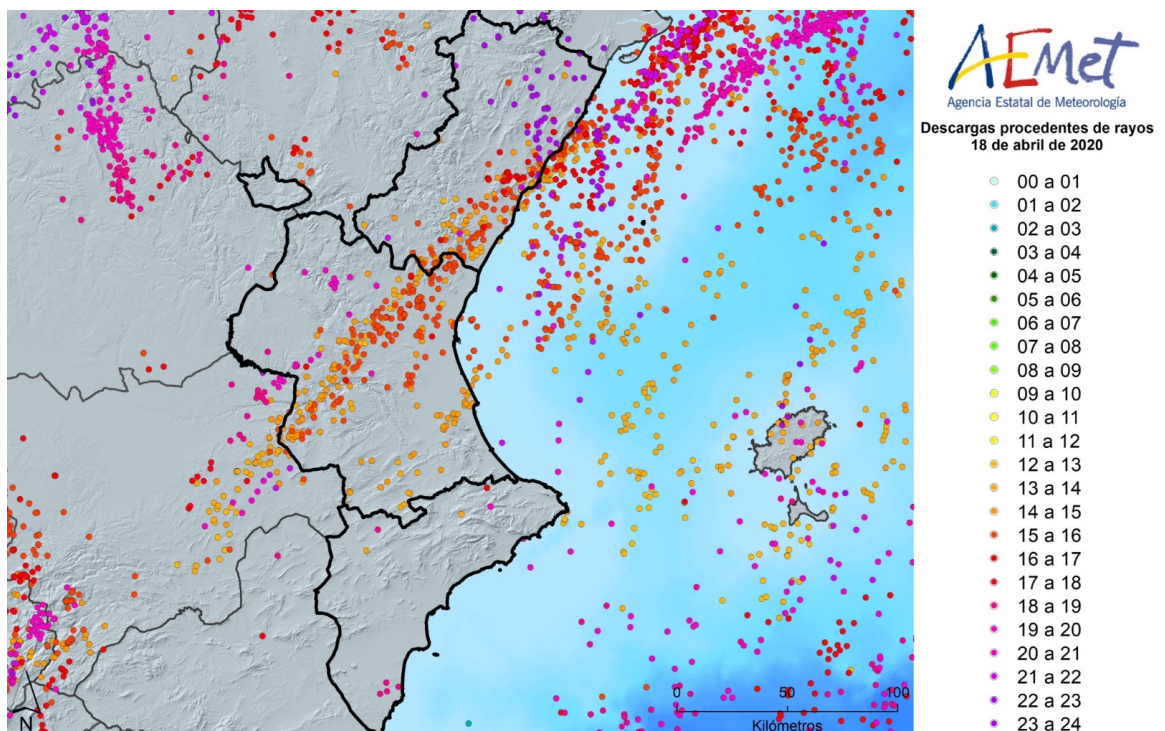 AEMet
Agencia Estatal de Meteorología
Descargas procedentes de rayos
18 de abril de 2020
00 a 01
01 a 02
02 a 03
03 a 04
04 a 05
05 a 06
06 a 07
07 a 08
08 a 09
09 a 10
10 a 11
11 a 12
12 a 13
13 a 14
14 a 15
15 a 16
16 a 17
17 a 18
18 a 19
19 a 20
20 a 21
21 a 22
22 a 23
23 a 24
0 50 100
Kilómetros
N